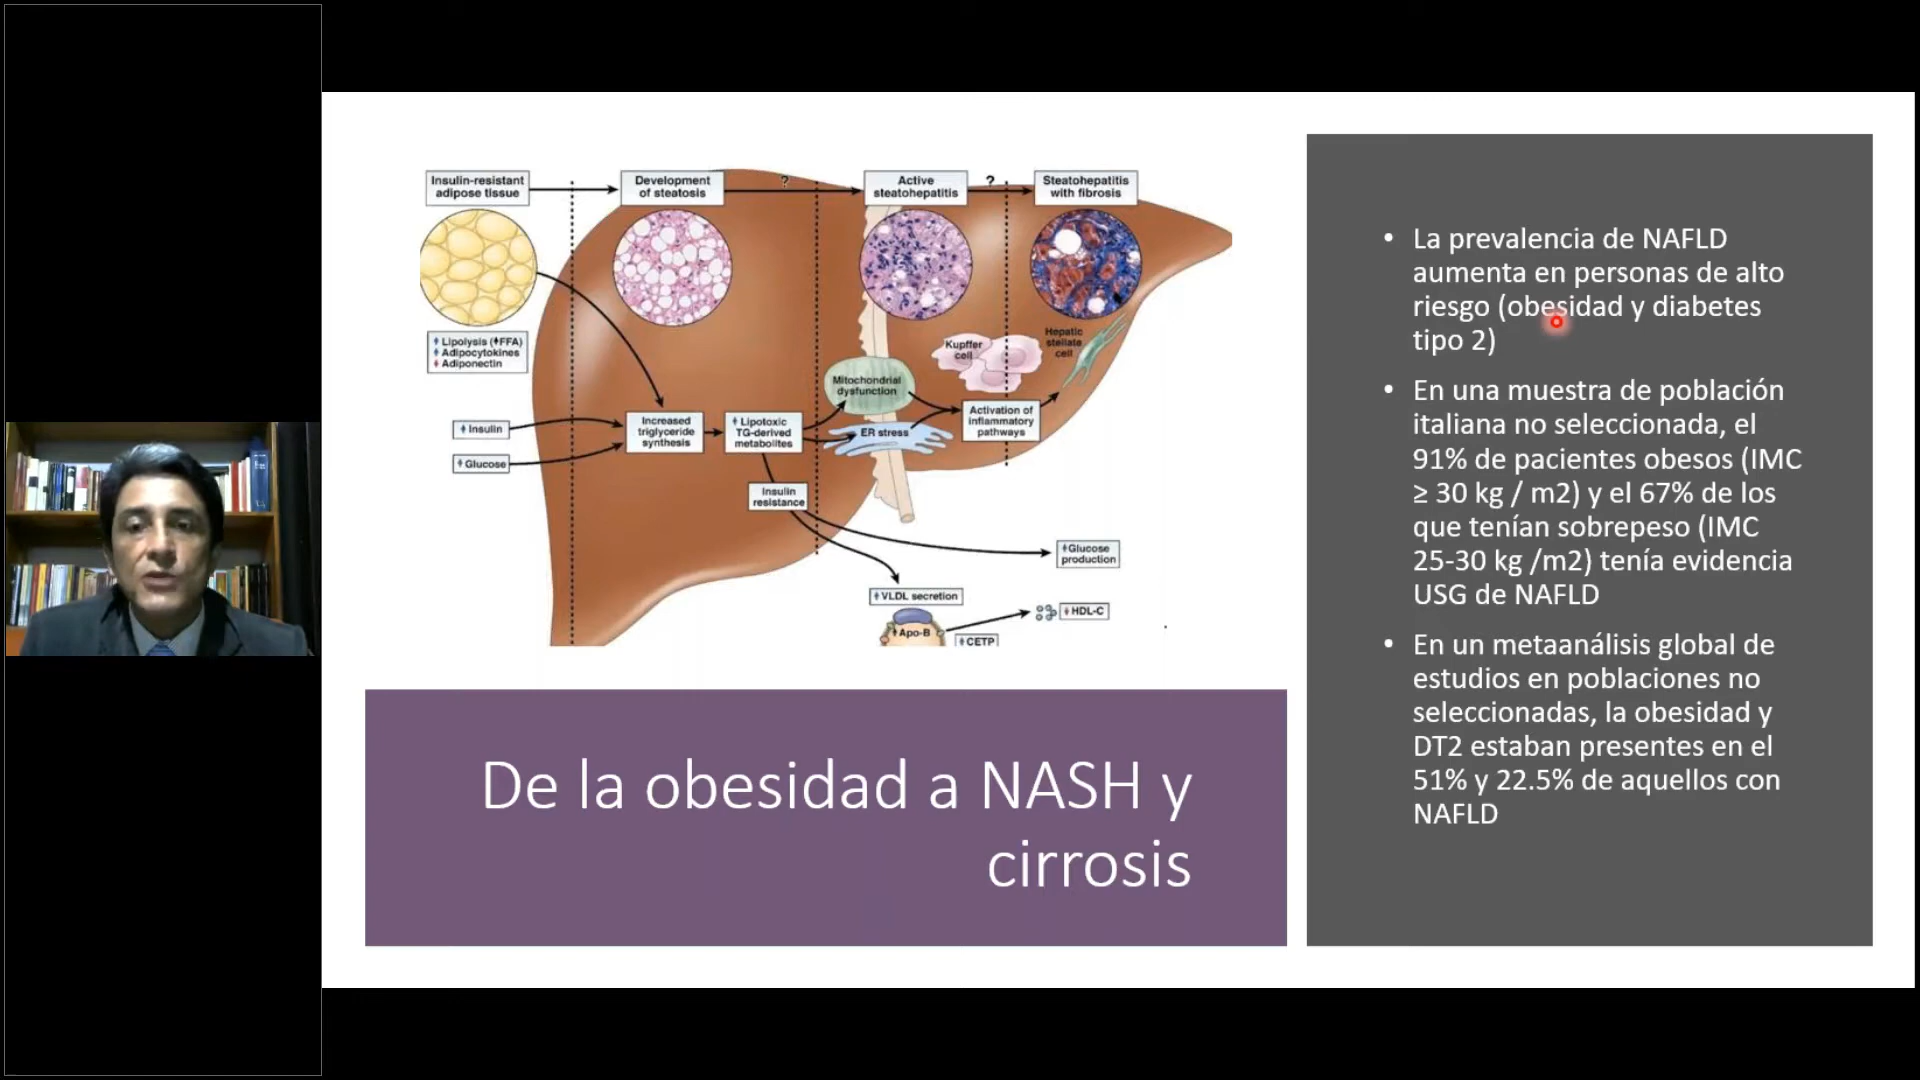 Insulin-resistant
adipose tissue
Development
of steatosis
?
Active
steatohepatitis
?
Steatohepatitis
with fibrosis
Lipolysis (↑FFA)
Adipocytokines
Adiponectin
Kupffer
cell
Hepatic
stellate
cell
Mitochondrial
dysfunction
Insulin
Glucose
Increased
triglyceride
synthesis
Lipotoxic
TG-derived
metabolites
ER stress
Activation of
inflammatory
pathways
Insulin
resistance
Glucose
production
VLDL secretion
Apo-B
CETP
HDL-C
De la obesidad a NASH y
cirrosis
• La prevalencia de NAFLD
aumenta en personas de alto
riesgo (obesidad y diabetes
tipo 2)
• En una muestra de población
italiana no seleccionada, el
91% de pacientes obesos (IMC
≥ 30 kg / m2) y el 67% de los
que tenían sobrepeso (IMC
25-30 kg /m2) tenía evidencia
USG de NAFLD
• En un metaanálisis global de
estudios en poblaciones no
seleccionadas, la obesidad y
DT2 estaban presentes en el
51% y 22.5% de aquellos con
NAFLD